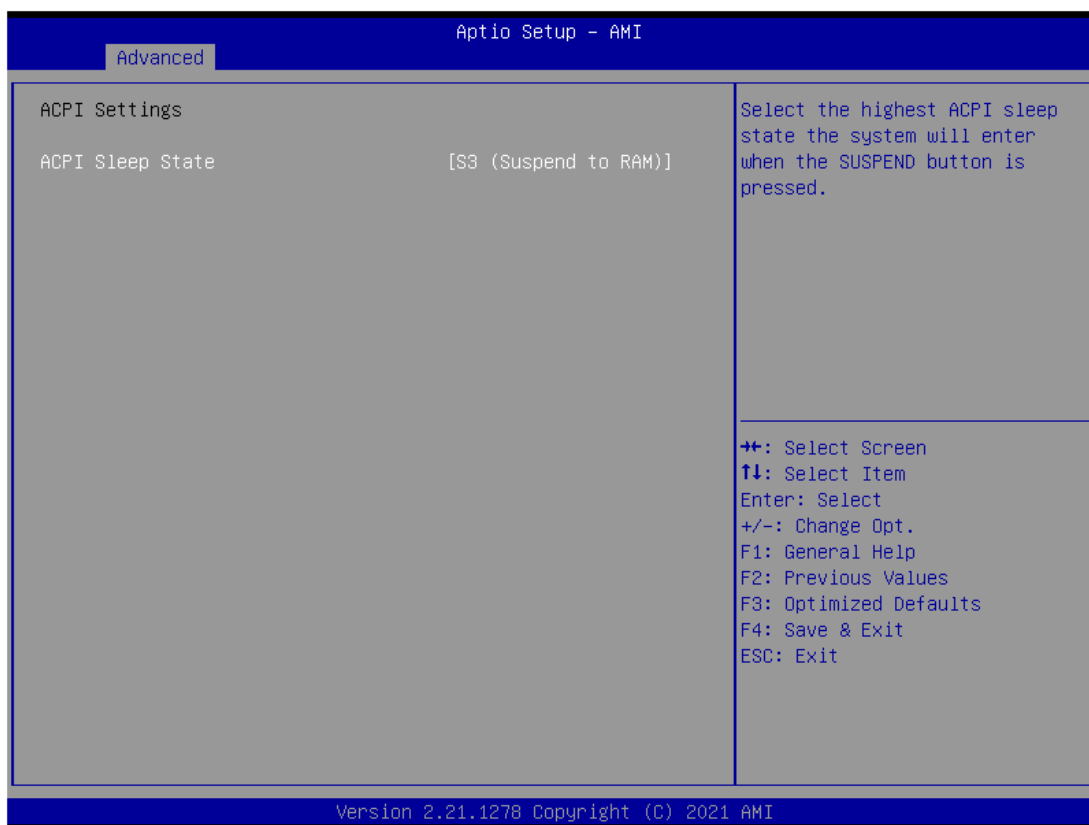 Aptio Setup – AMI
Advanced
ACPI Settings
ACPI Sleep State [S3 (Suspend to RAM)]
Select the highest ACPI sleep
state the system will enter
when the SUSPEND button is
pressed.
→←: Select Screen
↑↓: Select Item
Enter: Select
+/-: Change Opt.
F1: General Help
F2: Previous Values
F3: Optimized Defaults
F4: Save & Exit
ESC: Exit
Version 2.21.1278 Copyright (C) 2021 AMI